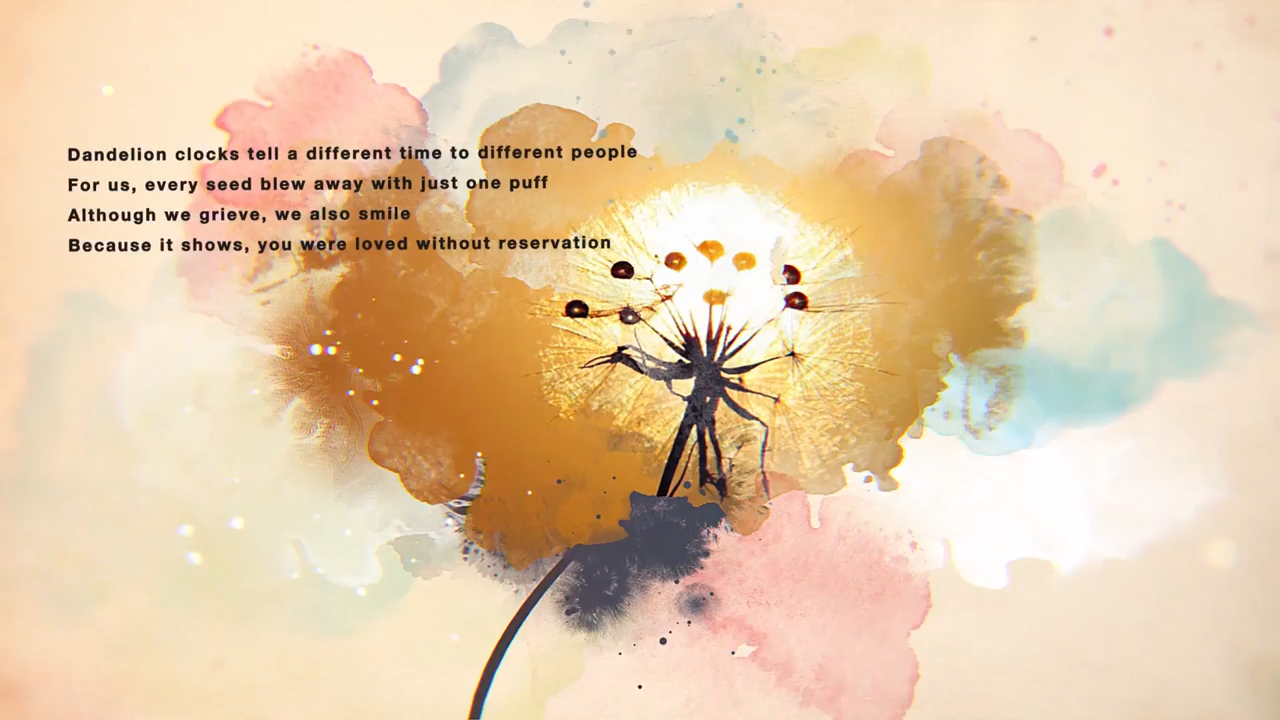 Dandelion clocks tell a different time to different people
For us, every seed blew away with just one puff
Although we grieve, we also smile
Because it shows, you were loved without reservation